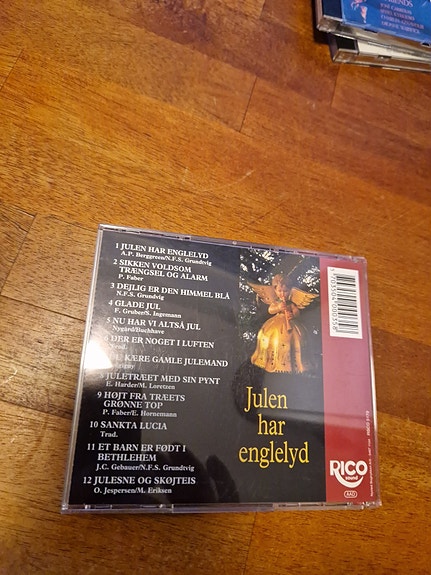 1 JULEN HAR ENGLELYD
A.P. Berggreen/N.F.S. Grundtvig
2 SIKKEN VOLDSOM
TRÆNGSEL OG ALARM
P. Faber
3 DEJLIG ER DEN HIMMEL BLÅ
N.F.S. Grundvig
4 GLADE JUL
F. Gruber/S. Ingemann
5 NU HAR VI ALTSÅ JUL
Nygård/Buchhave
6 DER ER NOGET I LUFTEN
Trad.
KÆRE GAMLE JULEMAND
8 JULETRÆET MED SIN PYNT
E. Harder/M. Loretzen
9 HØJT FRA TRÆETS
GRØNNE TOP
P. Faber/E. Hornemann
10 SANKTA LUCIA
Trad.
11 ET BARN ER FØDT I
BETHLEHEM
J.C. Gebauer/N.F.S. Grundtvig
12 JULESNE OG SKØJTEIS
O. Jespersen/M. Eriksen
Julen
har
englelyd
RICO
sound
AAD